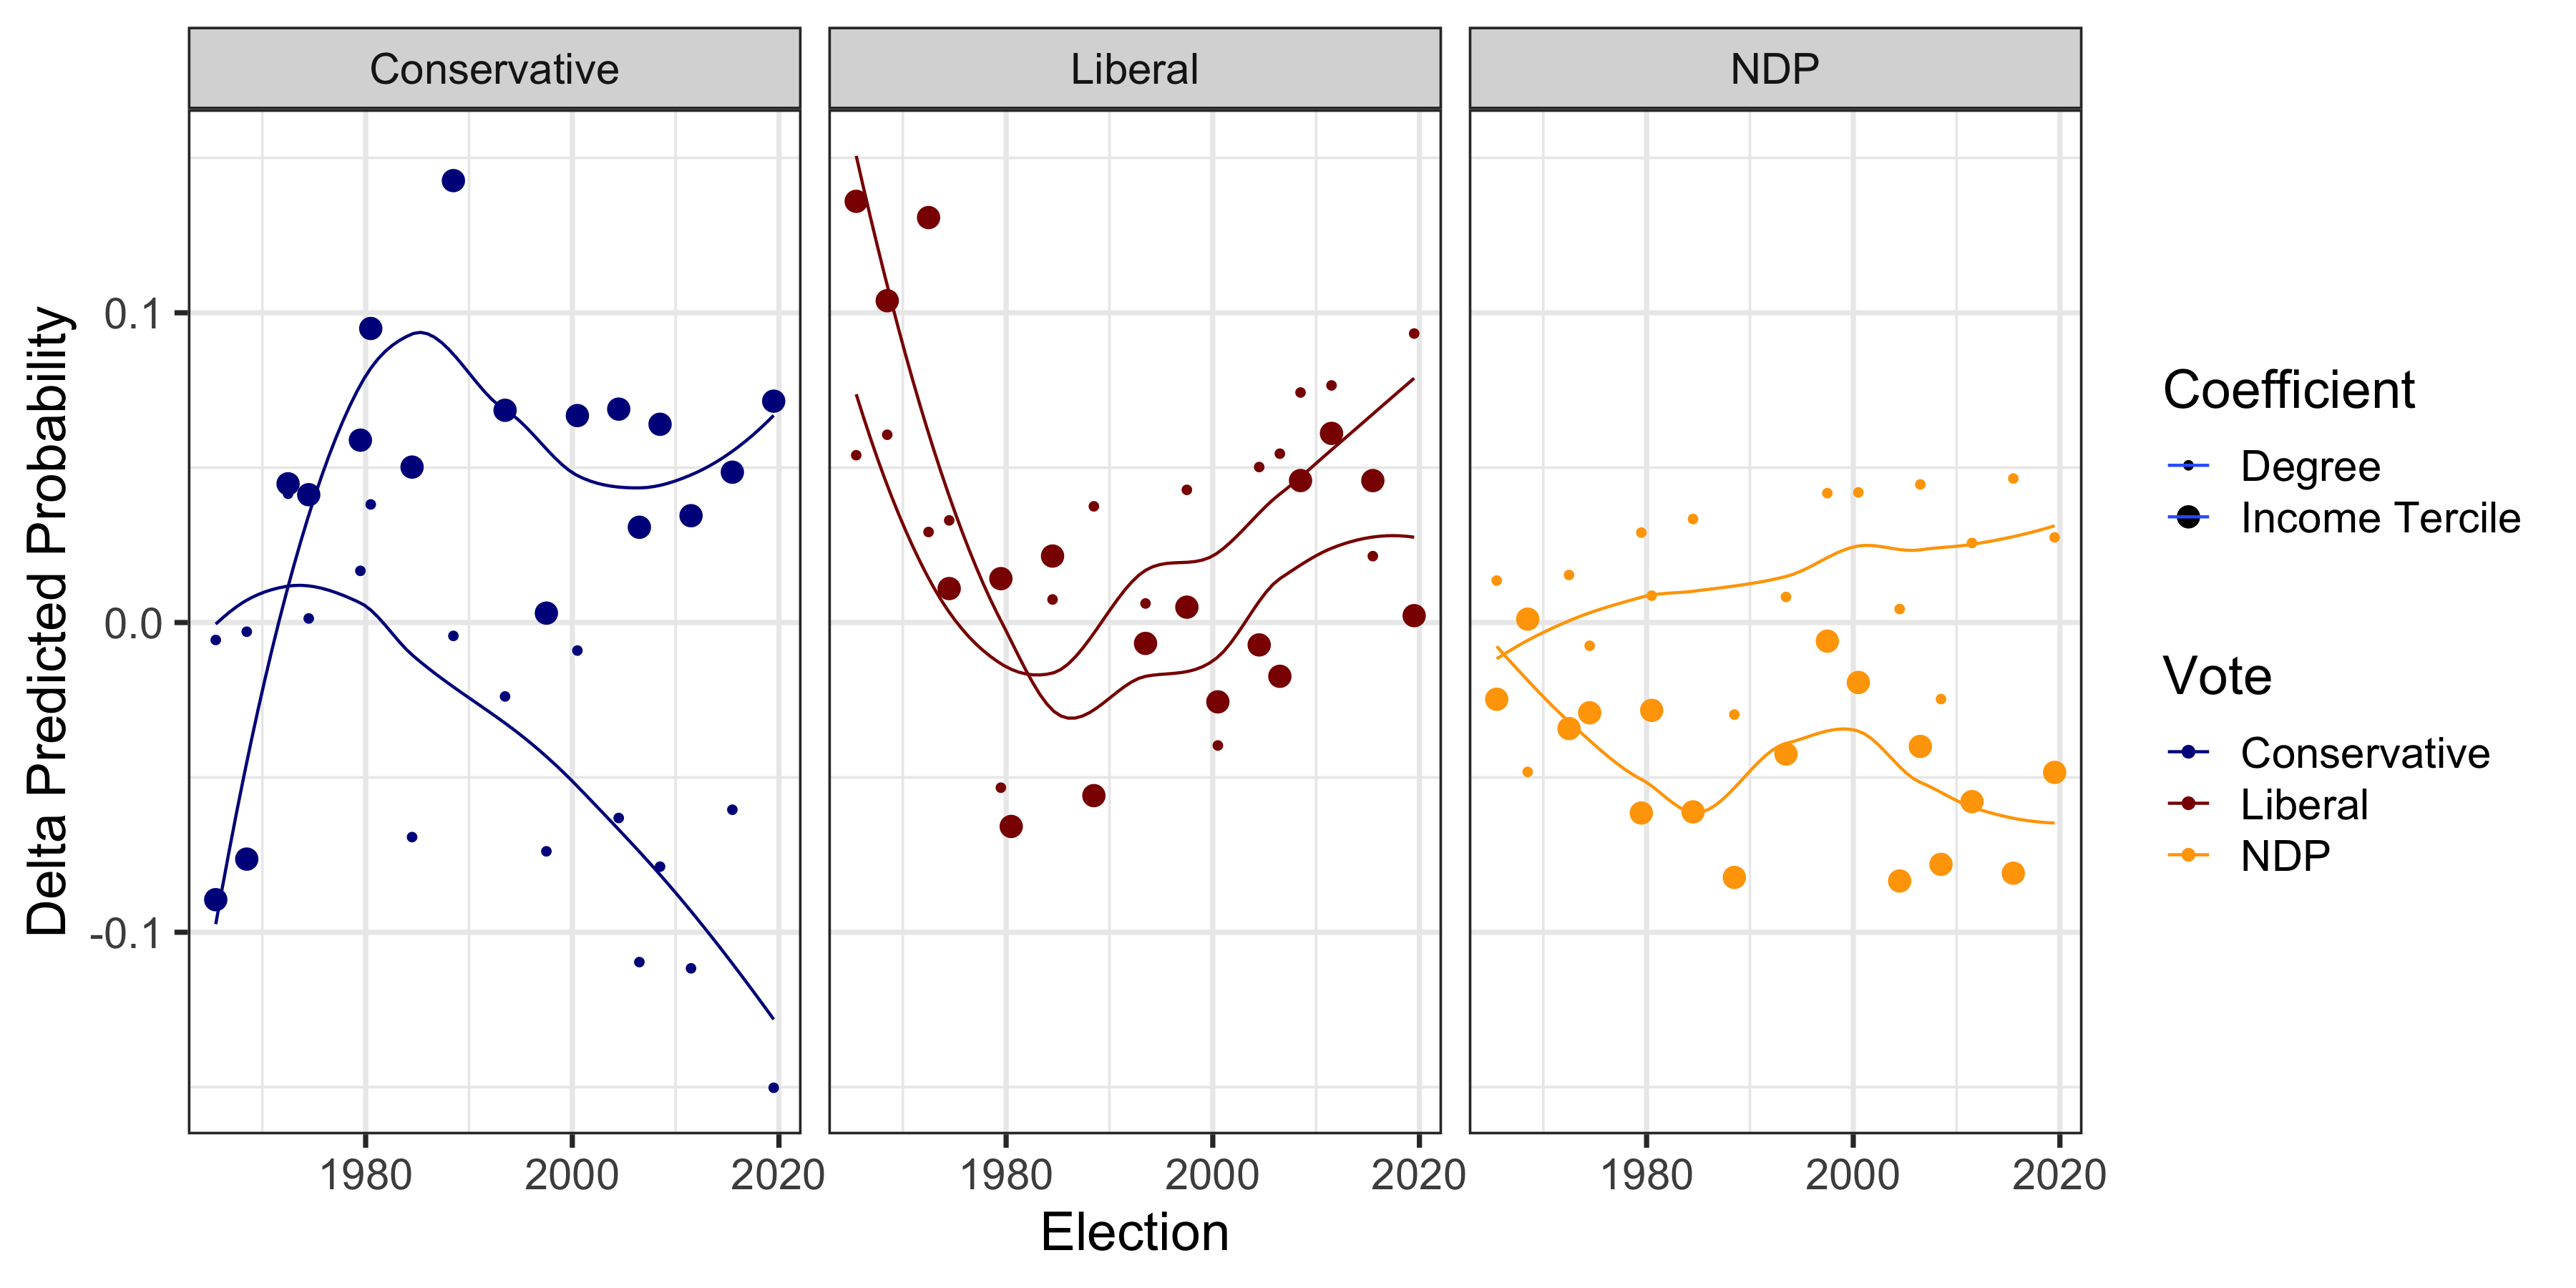 Conservative
Liberal
NDP
Delta Predicted Probability
0.1
0.0
-0.1
1980 2000 2020
1980 2000 2020
1980 2000 2020
Election
Coefficient
Degree
Income Tercile
Vote
Conservative
Liberal
NDP